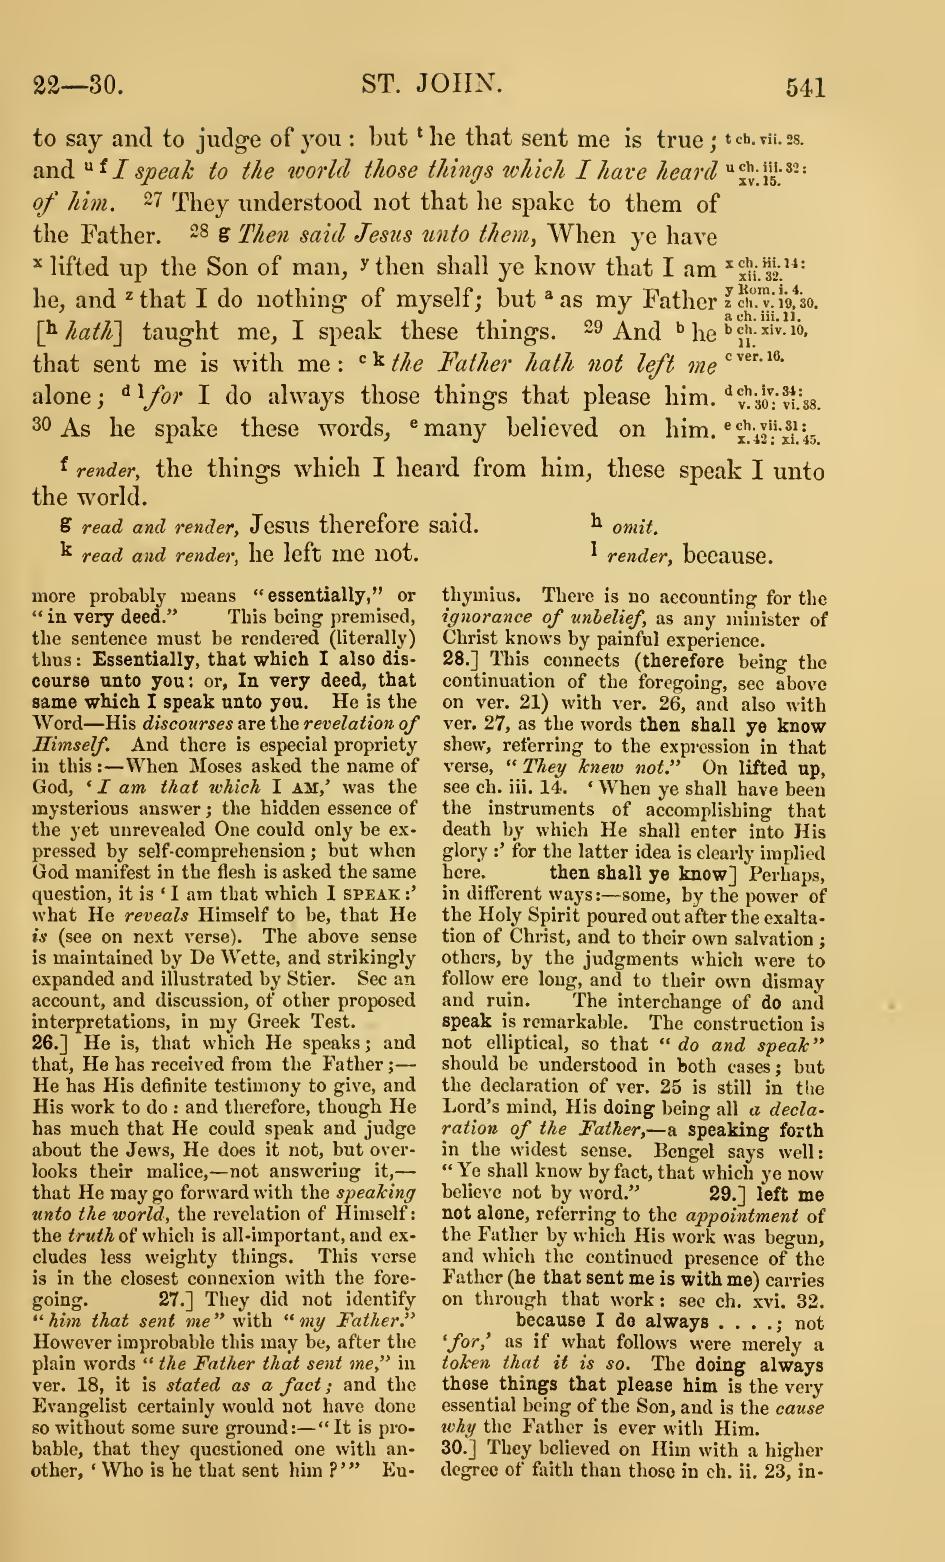 22—30. ST. JOHN. 541
to say and to judge of you : but t he that sent me is true ; t ch. vii. 28.
and u f I speak to the world those things which I have heard u ch. iii. 32 : xv. 15.
of him. 27 They understood not that he spake to them of
the Father. 28 g Then said Jesus unto them, When ye have
x lifted up the Son of man, y then shall ye know that I am x ch. iii. 14 : xii. 32.
he, and z that I do nothing of myself; but a as my Father y Rom. i. 4. z ch. v. 19, 30.
[h hath] taught me, I speak these things. 29 And b he a ch. iii. 11. b ch. xiv. 10, 11.
that sent me is with me : c k the Father hath not left me c ver. 16.
alone ; d l for I do always those things that please him. d ch. iv. 34 : v. 30 : vi. 38.
30 As he spake these words, e many believed on him. e ch. vii. 31 : x. 42 : xi. 45.
f render, the things which I heard from him, these speak I unto
the world.
g read and render, Jesus therefore said. h omit.
k read and render, he left me not. l render, because.
more probably means “essentially,” or
“in very deed.” This being premised,
the sentence must be rendered (literally)
thus : Essentially, that which I also dis-
course unto you: or, In very deed, that
same which I speak unto you. He is the
Word—His discourses are the revelation of
Himself. And there is especial propriety
in this :—When Moses asked the name of
God, ‘I am that which I AM,’ was the
mysterious answer ; the hidden essence of
the yet unrevealed One could only be ex-
pressed by self-comprehension ; but when
God manifest in the flesh is asked the same
question, it is ‘I am that which I SPEAK :’
what He reveals Himself to be, that He
is (see on next verse). The above sense
is maintained by De Wette, and strikingly
expanded and illustrated by Stier. See an
account, and discussion, of other proposed
interpretations, in my Greek Test.
26.] He is, that which He speaks ; and
that, He has received from the Father ;—
He has His definite testimony to give, and
His work to do : and therefore, though He
has much that He could speak and judge
about the Jews, He does it not, but over-
looks their malice,—not answering it,—
that He may go forward with the speaking
unto the world, the revelation of Himself :
the truth of which is all-important, and ex-
cludes less weighty things. This verse
is in the closest connexion with the fore-
going. 27.] They did not identify
“him that sent me” with “my Father.”
However improbable this may be, after the
plain words “the Father that sent me,” in
ver. 18, it is stated as a fact ; and the
Evangelist certainly would not have done
so without some sure ground:—“It is pro-
bable, that they questioned one with an-
other, ‘Who is he that sent him ?’” Eu-
thymius. There is no accounting for the
ignorance of unbelief, as any minister of
Christ knows by painful experience.
28.] This connects (therefore being the
continuation of the foregoing, see above
on ver. 21) with ver. 26, and also with
ver. 27, as the words then shall ye know
shew, referring to the expression in that
verse, “They knew not.” On lifted up,
see ch. iii. 14. ‘When ye shall have been
the instruments of accomplishing that
death by which He shall enter into His
glory :’ for the latter idea is clearly implied
here. then shall ye know] Perhaps,
in different ways:—some, by the power of
the Holy Spirit poured out after the exalta-
tion of Christ, and to their own salvation ;
others, by the judgments which were to
follow ere long, and to their own dismay
and ruin. The interchange of do and
speak is remarkable. The construction is
not elliptical, so that “do and speak”
should be understood in both cases ; but
the declaration of ver. 25 is still in the
Lord’s mind, His doing being all a decla-
ration of the Father,—a speaking forth
in the widest sense. Bengel says well :
“Ye shall know by fact, that which ye now
believe not by word.” 29.] left me
not alone, referring to the appointment of
the Father by which His work was begun,
and which the continued presence of the
Father (he that sent me is with me) carries
on through that work : see ch. xvi. 32.
because I do always . . . . ; not
‘for,’ as if what follows were merely a
token that it is so. The doing always
those things that please him is the very
essential being of the Son, and is the cause
why the Father is ever with Him.
30.] They believed on Him with a higher
degree of faith than those in ch. ii. 23, in-